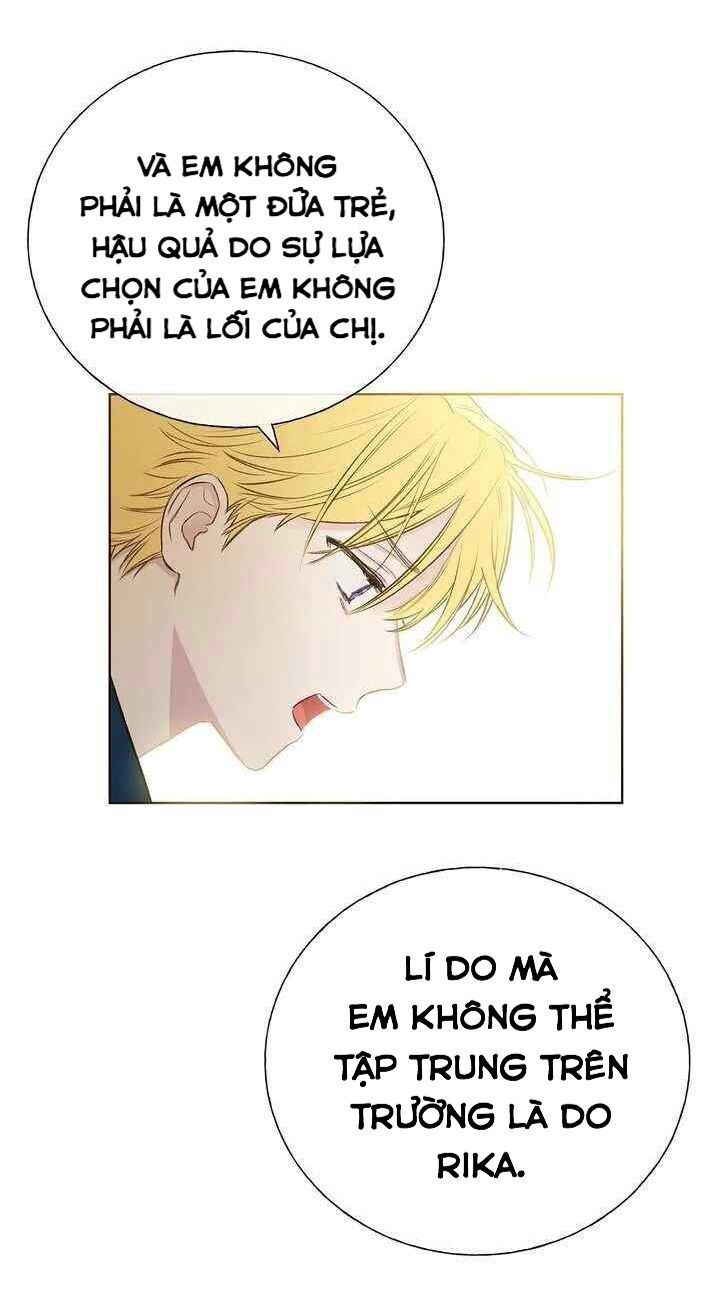 VÀ EM KHÔNG
PHẢI LÀ MỘT ĐỨA TRẺ,
HẬU QUẢ DO SỰ LỰA
CHỌN CỦA EM KHÔNG
PHẢI LÀ LỖI CỦA CHỊ.
LÍ DO MÀ
EM KHÔNG THỂ
TẬP TRUNG TRÊN
TRƯỜNG LÀ DO
RIKA.